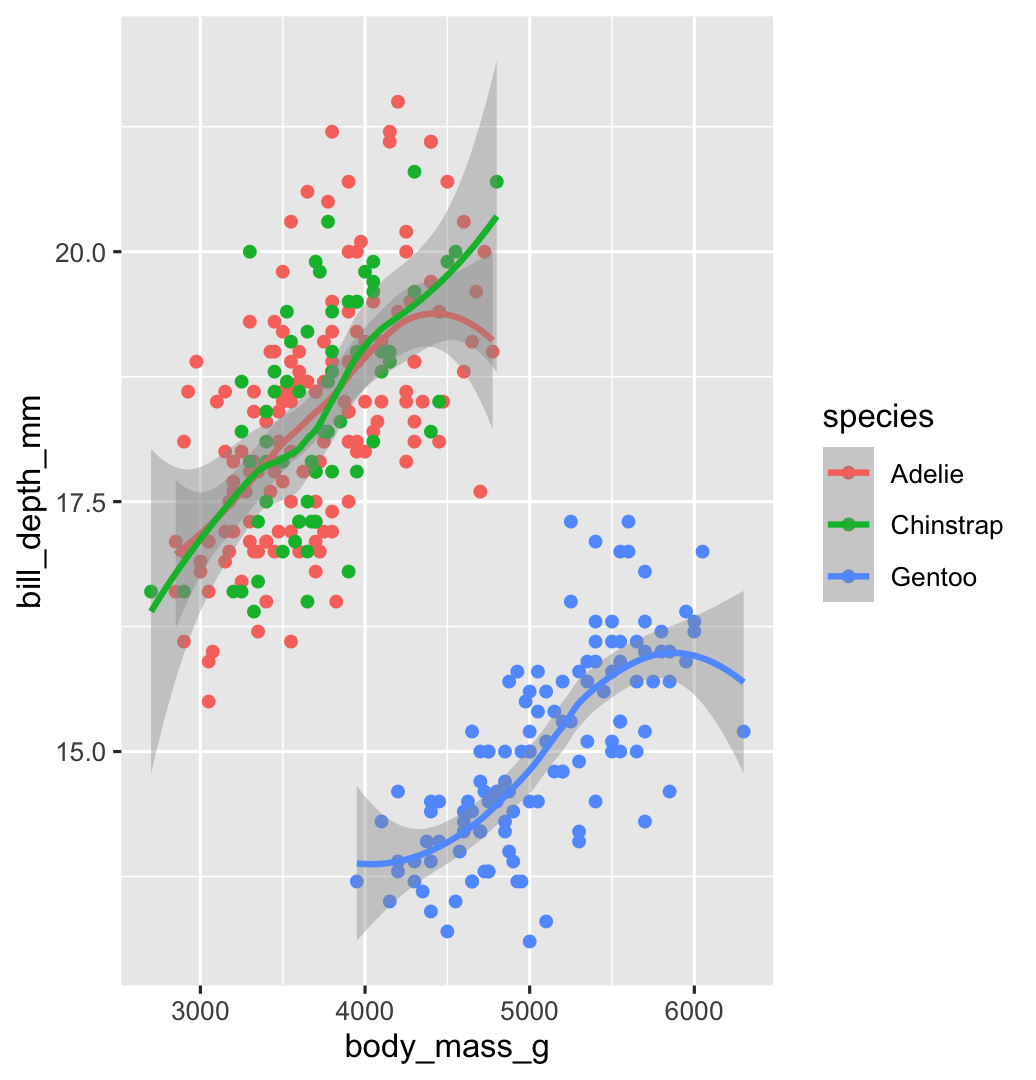 bill_depth_mm
20.0
17.5
15.0
3000 4000 5000 6000
body_mass_g
species
Adelie
Chinstrap
Gentoo